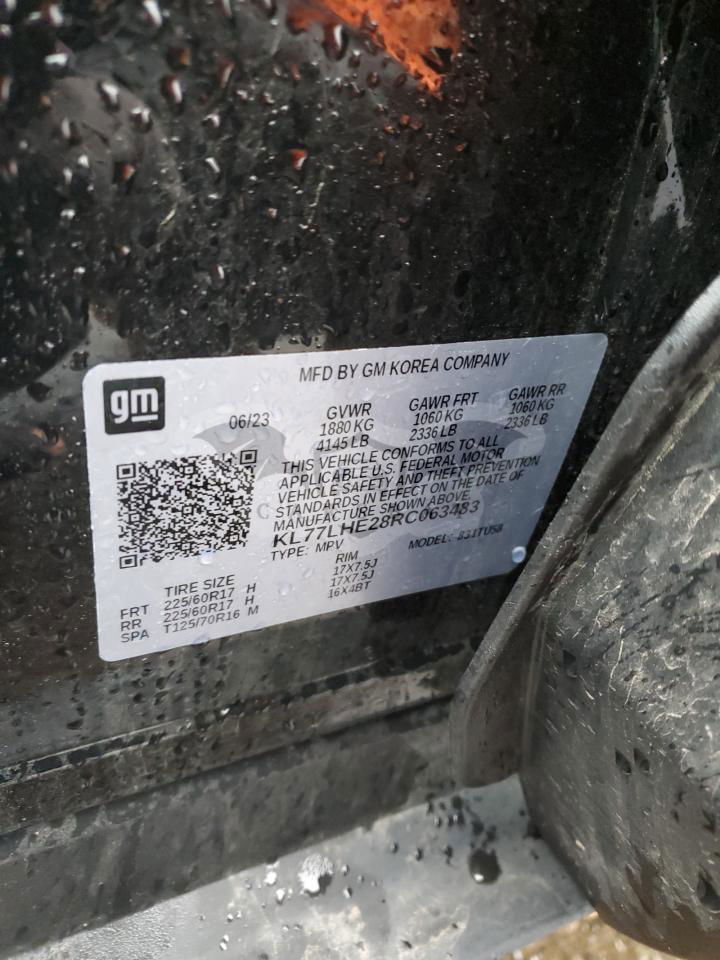 MFD BY GM KOREA COMPANY
gm
06/23
GVWR GAWR FRT GAWR RR
1880 KG 1060 KG 1060 KG
4145 LB 2336 LB 2336 LB
THIS VEHICLE CONFORMS TO ALL
APPLICABLE U.S. FEDERAL MOTOR
VEHICLE SAFETY AND THEFT PREVENTION
STANDARDS IN EFFECT ON THE DATE OF
MANUFACTURE SHOWN ABOVE.
KL77LHE28RC063483
TYPE: MPV MODEL:
TIRE SIZE RIM
FRT 225/60R17 H 17X7.5J
RR 225/60R17 H 17X7.5J
SPA T125/70R16 M 16X4BT